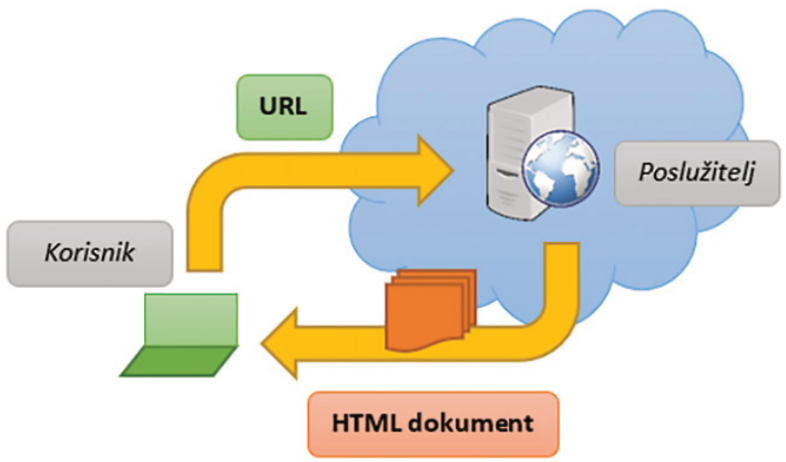 URL
Poslužitelj
Korisnik
HTML dokument